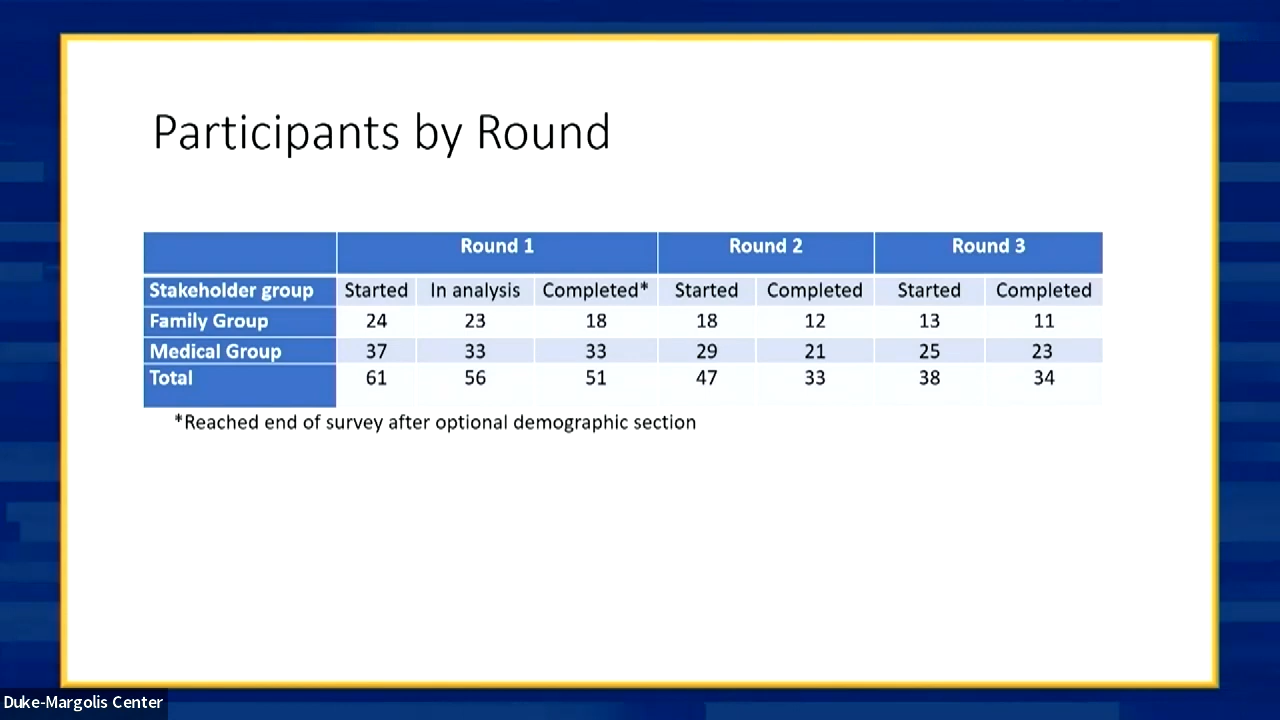 Participants by Round
Round 1 Round 2 Round 3
Stakeholder group Started In analysis Completed* Started Completed Started Completed
Family Group 24 23 18 18 12 13 11
Medical Group 37 33 33 29 21 25 23
Total 61 56 51 47 33 38 34
*Reached end of survey after optional demographic section
Duke-Margolis Center